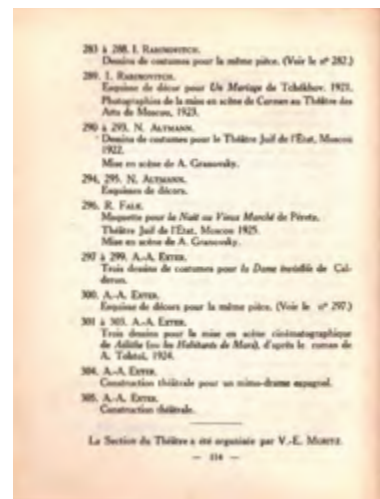 283 à 288. I. RABINOVITCH.
Dessins de costumes pour la même pièce. (Voir le nº 282.)
289. I. RABINOVITCH.
Esquisse de décor pour Un Mariage de Tchékhov. 1921.
Photographies de la mise en scène de Carmen au Théâtre des
Arts de Moscou, 1923.
290 à 293. N. ALTMANN.
Dessins de costumes pour le Théâtre Juif de l'État, Moscou
1922.
Mise en scène de A. Granovsky.
294, 295. N. ALTMANN.
Esquisses de décors.
296. R. FALK.
Maquette pour la Nuit au Vieux Marché de Péretz.
Théâtre Juif de l'État, Moscou 1925.
Mise en scène de A. Granovsky.
297 à 299. A.-A. EXTER.
Trois dessins de costumes pour la Dame invisible de Cal-
deron.
300. A.-A. EXTER.
Esquisse de décors pour la même pièce. (Voir le nº 297.)
301 à 303. A.-A. EXTER.
Trois dessins pour la mise en scène cinématographique
de Aélita (ou les Habitants de Mars), d'après le roman de
A. Tolstoï, 1924.
304. A.-A. EXTER.
Construction théâtrale pour un mimo-drame espagnol.
305. A.-A. EXTER.
Construction théâtrale.
La Section du Théâtre a été organisée par V.-E. MORITZ.
— 114 —